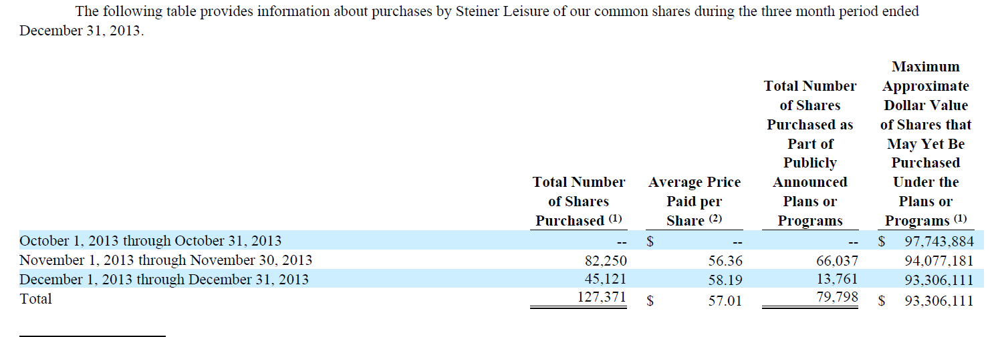 The following table provides information about purchases by Steiner Leisure of our common shares during the three month period ended
December 31, 2013.
Maximum
Total Number Approximate
of Shares Dollar Value
Purchased as of Shares that
Part of May Yet Be
Publicly Purchased
Total Number Average Price Announced Under the
of Shares Paid per Plans or Plans or
Purchased (1) Share (2) Programs Programs (1)
October 1, 2013 through October 31, 2013 -- $ -- -- $ 97,743,884
November 1, 2013 through November 30, 2013 82,250 56.36 66,037 94,077,181
December 1, 2013 through December 31, 2013 45,121 58.19 13,761 93,306,111
Total 127,371 $ 57.01 79,798 $ 93,306,111